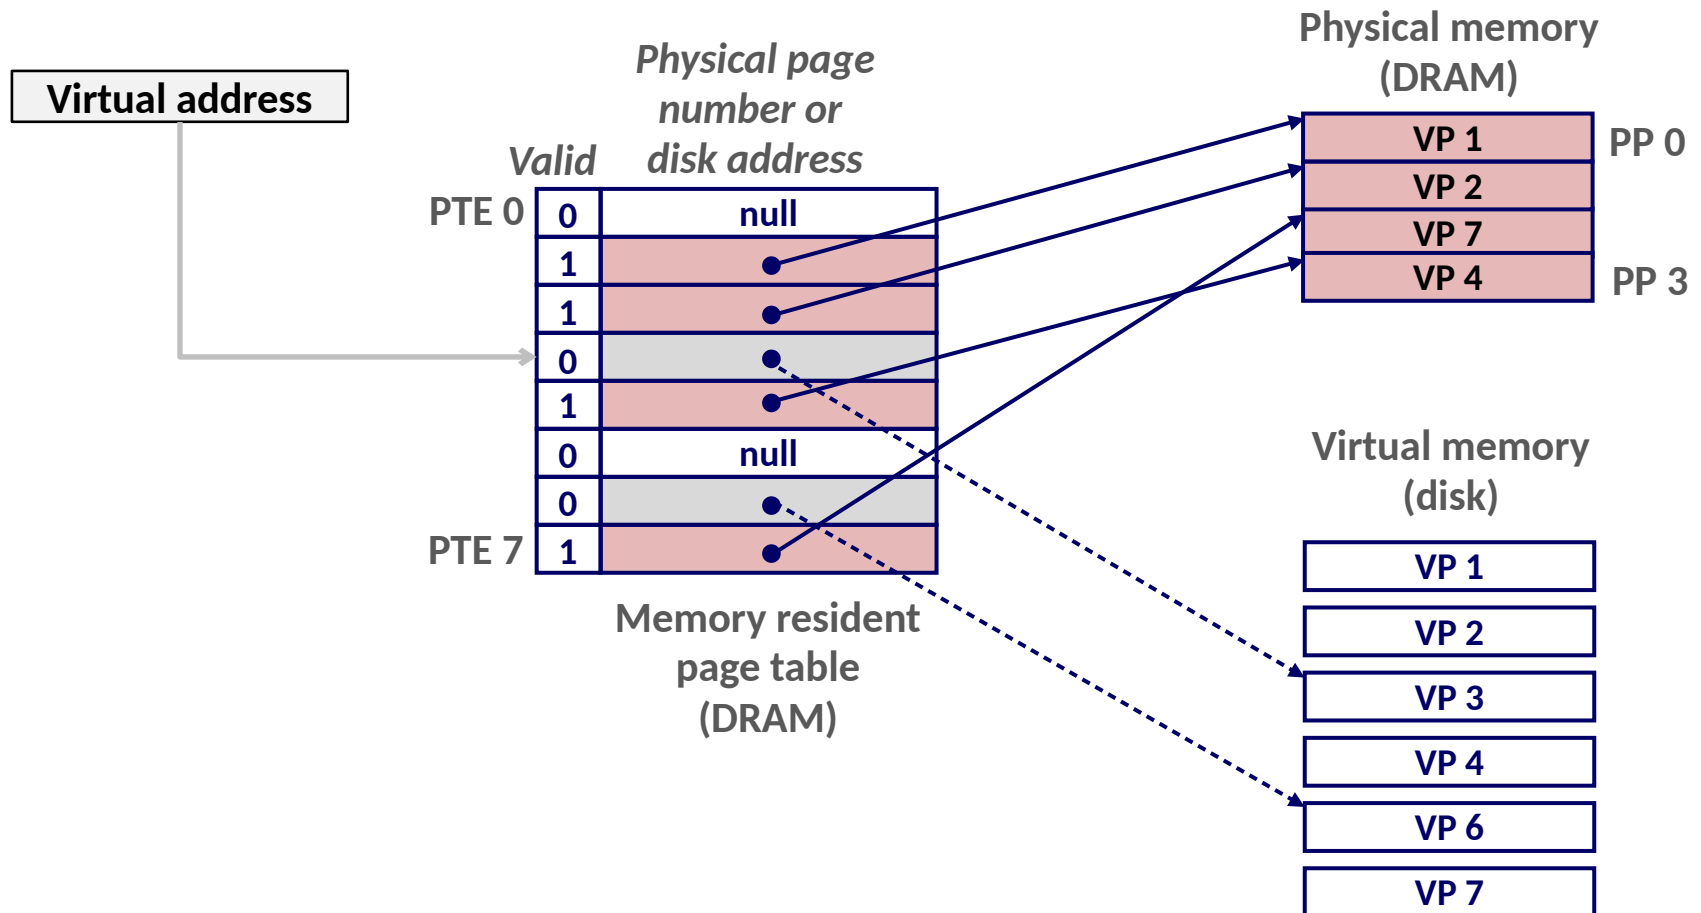 Virtual address
Physical page
number or
disk address
Valid
PTE 0
0 null
1
1
0
1
0 null
0
PTE 7 1
Memory resident
page table
(DRAM)
Physical memory
(DRAM)
VP 1 PP 0
VP 2
VP 7
VP 4 PP 3
Virtual memory
(disk)
VP 1
VP 2
VP 3
VP 4
VP 6
VP 7